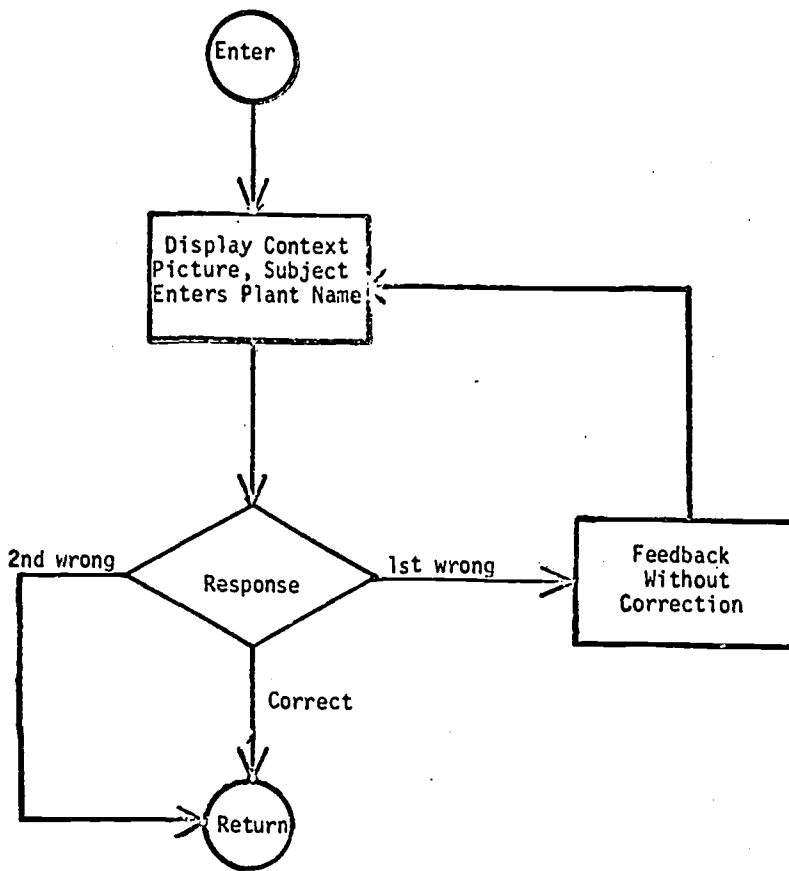 Enter
Display Context
Picture, Subject
Enters Plant Name
2nd wrong
Response
1st wrong
Feedback
Without
Correction
Correct
Return